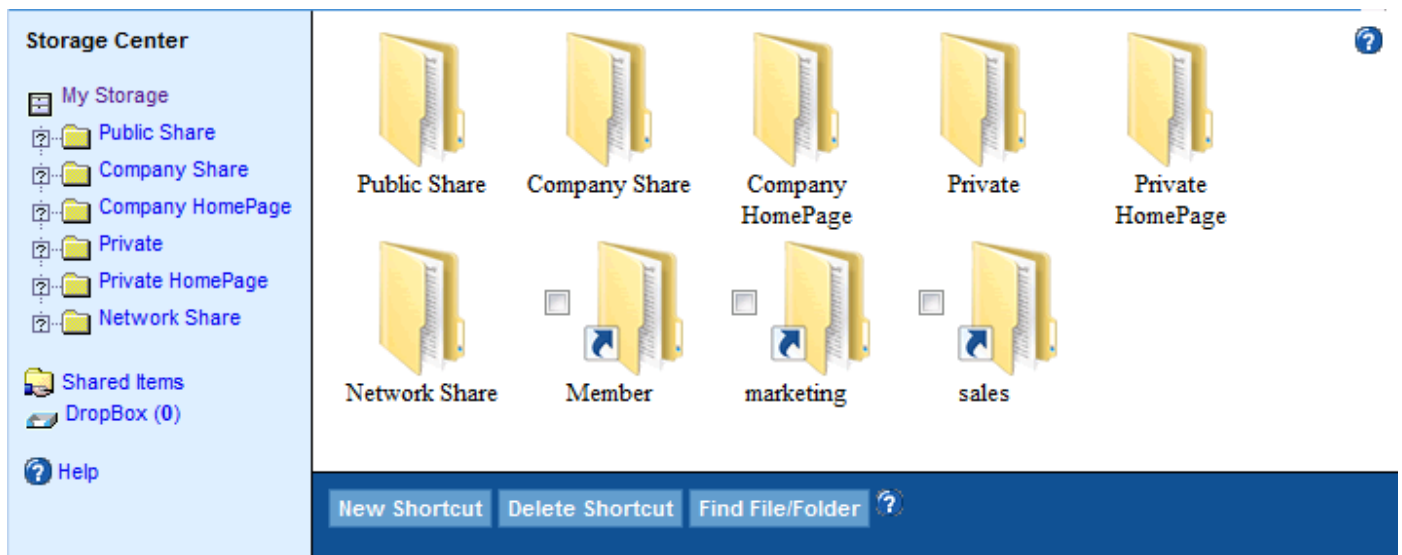 Storage Center
My Storage
Public Share
Company Share
Company HomePage
Private
Private HomePage
Network Share
Shared Items
DropBox (0)
Help
Public Share
Company Share
Company
HomePage
Private
Private
HomePage
Network Share
Member
marketing
sales
New Shortcut
Delete Shortcut
Find File/Folder